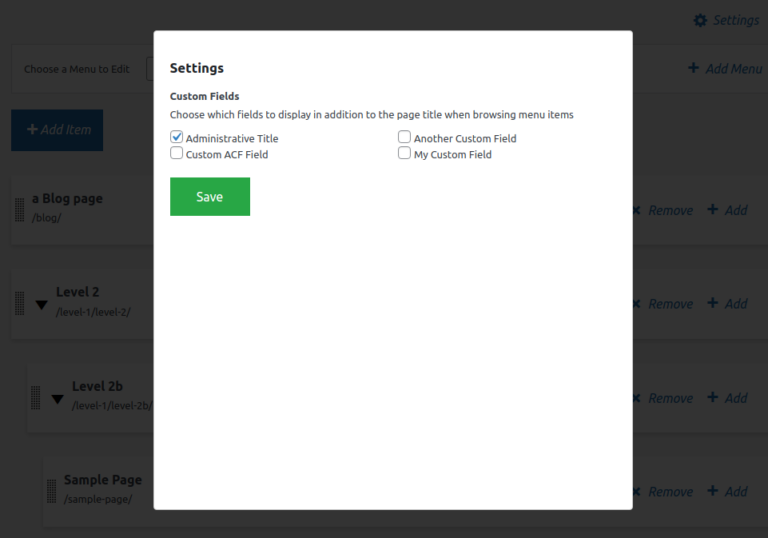 Settings
Choose a Menu to Edit
Add Menu
Add Item
Settings
Custom Fields
Choose which fields to display in addition to the page title when browsing menu items
Administrative Title
Another Custom Field
Custom ACF Field
My Custom Field
Save
a Blog page
/blog/
Remove
Add
Level 2
/level-1/level-2/
Remove
Add
Level 2b
/level-1/level-2b/
Remove
Add
Sample Page
/sample-page/
Remove
Add